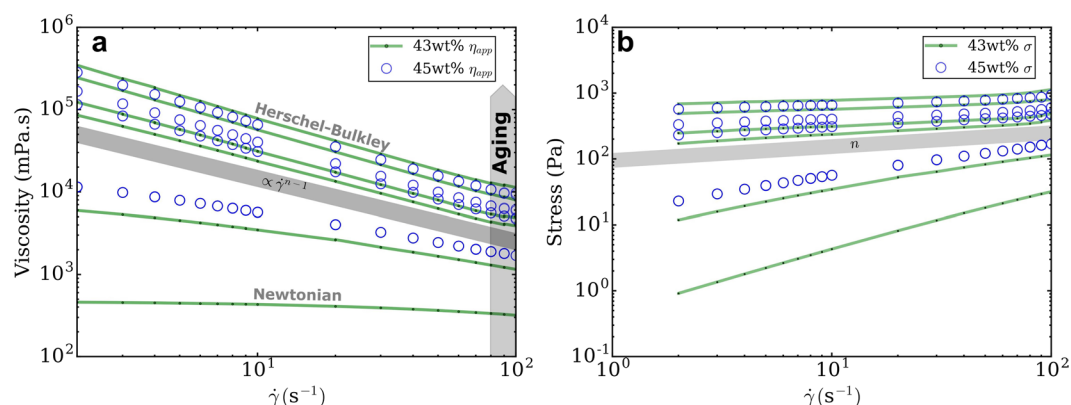 a
43wt% η_app
45wt% η_app
Herschel-Bulkley
Aging
∝ γ̇^{n−1}
Newtonian
Viscosity (mPa.s)
10^6
10^5
10^4
10^3
10^2
10^1
10^2
γ̇ (s^{−1})
b
43wt% σ
45wt% σ
n
Stress (Pa)
10^4
10^3
10^2
10^1
10^0
10^{-1}
10^0
10^1
10^2
γ̇ (s^{−1})